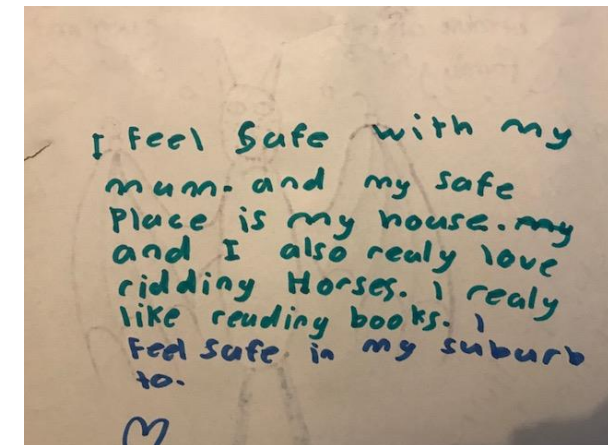 I Feel Safe with my
mum. and my safe
Place is my house. my
and I also realy love
ridding Horses. I realy
like reading books. I
Feel safe in my suburb
to.